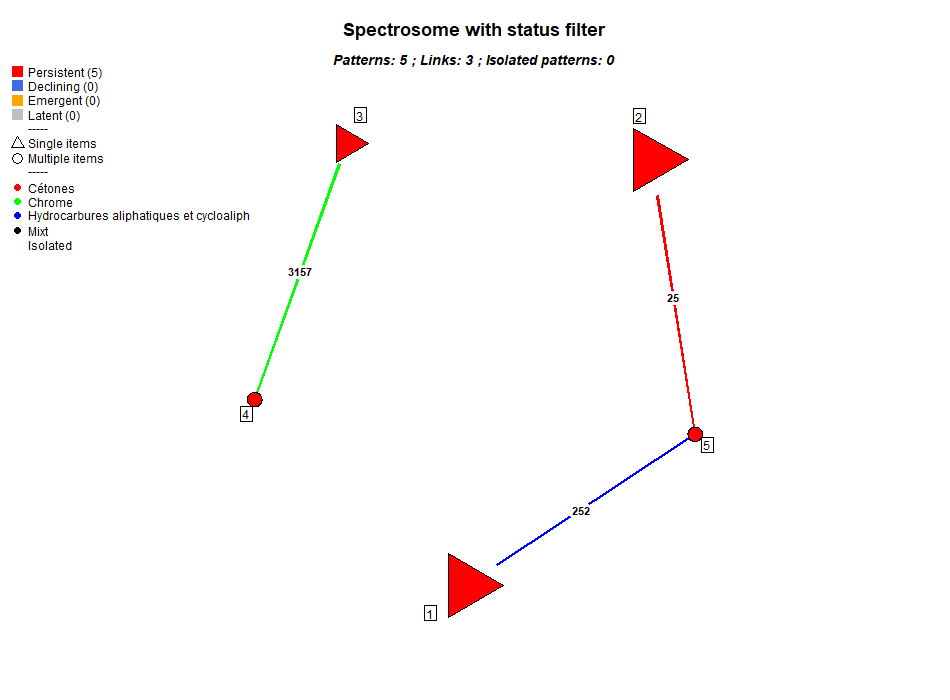 Spectrosome with status filter
Patterns: 5 ; Links: 3 ; Isolated patterns: 0
Persistent (5)
Declining (0)
Emergent (0)
Latent (0)
-----
Single items
Multiple items
-----
Cétones
Chrome
Hydrocarbures aliphatiques et cycloaliph
Mixt
Isolated
3
2
3157
25
4
5
252
1